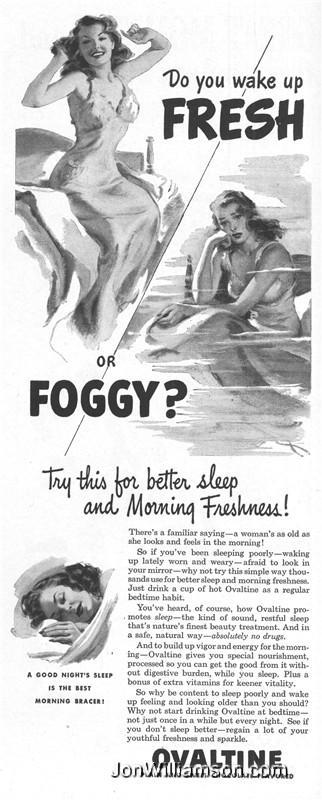 Do you wake up
FRESH
OR
FOGGY?
Try this for better sleep
and Morning Freshness!
There's a familiar saying—a woman's as old as
she looks and feels in the morning!
So if you've been sleeping poorly—waking
up lately worn and weary—afraid to look in
your mirror—why not try this simple way thou-
sands use for better sleep and morning freshness.
Just drink a cup of hot Ovaltine as a regular
bedtime habit.
You've heard, of course, how Ovaltine pro-
motes sleep—the kind of sound, restful sleep
that's nature's finest beauty treatment. And in
a safe, natural way—absolutely no drugs.
And to build up vigor and energy for the morn-
ing—Ovaltine gives you special nourishment,
processed so you can get the good from it with-
out digestive burden, while you sleep. Plus a
bonus of extra vitamins for keener vitality.
So why be content to sleep poorly and wake
up feeling and looking older than you should?
Why not start drinking Ovaltine at bedtime—
not just once in a while but every night. See if
you don't sleep better—regain a lot of your
youthful freshness and sparkle.
A GOOD NIGHT'S SLEEP
IS THE BEST
MORNING BRACER!
OVALTINE
JonWilliamson.com